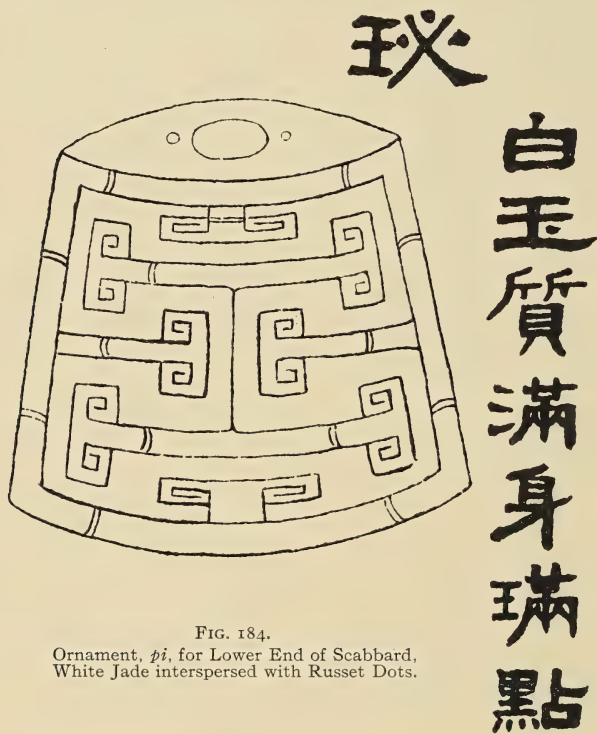 珌
白玉質滿身璊點
FIG. 184.
Ornament, pi, for Lower End of Scabbard,
White Jade interspersed with Russet Dots.